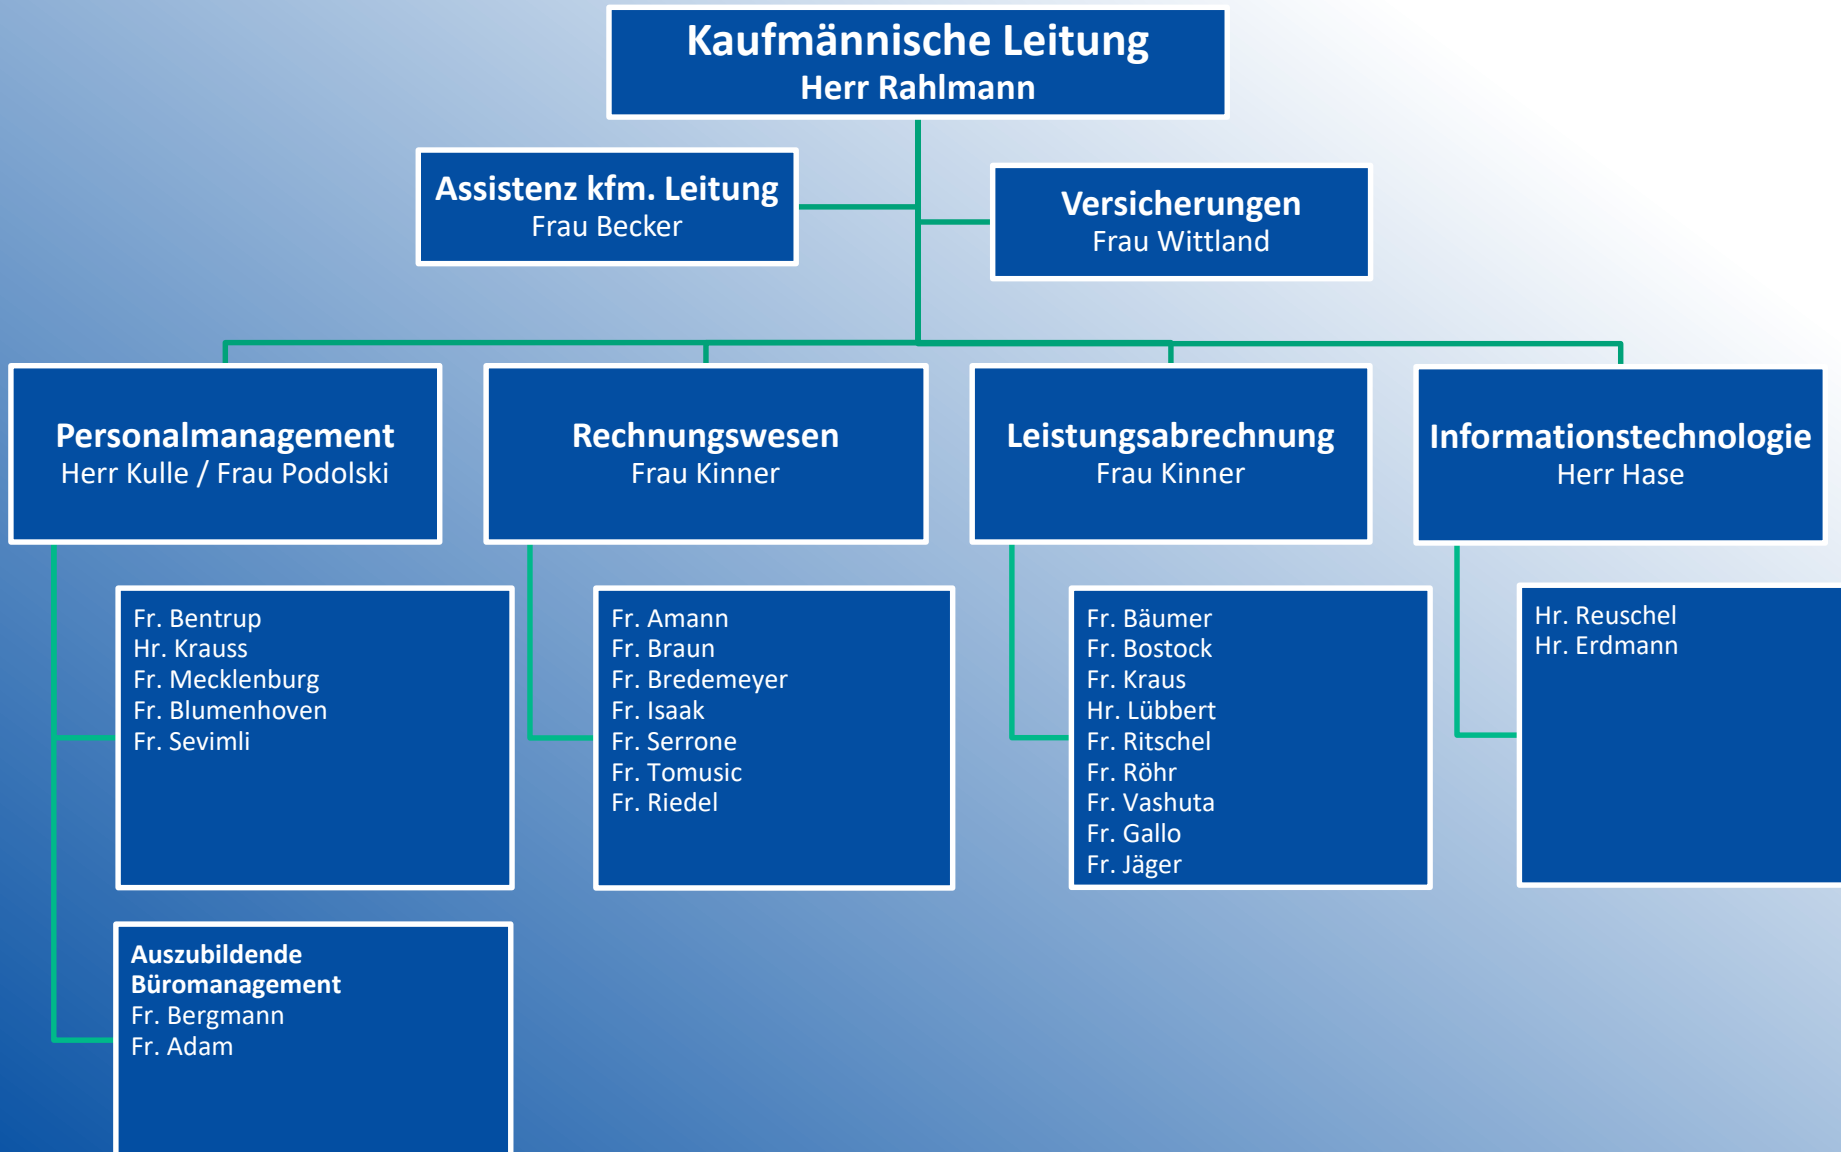 Kaufmännische Leitung
Herr Rahlmann
Assistenz kfm. Leitung
Frau Becker
Versicherungen
Frau Wittland
Personalmanagement
Herr Kulle / Frau Podolski
Rechnungswesen
Frau Kinner
Leistungsabrechnung
Frau Kinner
Informationstechnologie
Herr Hase
Fr. Bentrup
Hr. Krauss
Fr. Mecklenburg
Fr. Blumenhoven
Fr. Sevimli
Fr. Amann
Fr. Braun
Fr. Bredemeyer
Fr. Isaak
Fr. Serrone
Fr. Tomusic
Fr. Riedel
Fr. Bäumer
Fr. Bostock
Fr. Kraus
Hr. Lübbert
Fr. Ritschel
Fr. Röhr
Fr. Vashuta
Fr. Gallo
Fr. Jäger
Hr. Reuschel
Hr. Erdmann
Auszubildende
Büromanagement
Fr. Bergmann
Fr. Adam